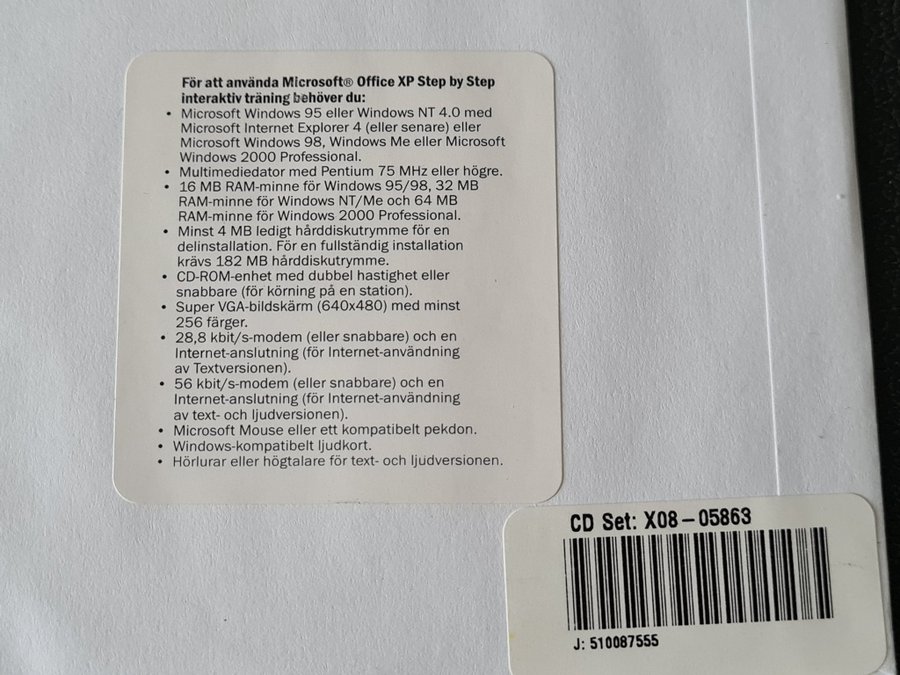 För att använda Microsoft® Office XP Step by Step
interaktiv träning behöver du:
• Microsoft Windows 95 eller Windows NT 4.0 med
Microsoft Internet Explorer 4 (eller senare) eller
Microsoft Windows 98, Windows Me eller Microsoft
Windows 2000 Professional.
• Multimediedator med Pentium 75 MHz eller högre.
• 16 MB RAM-minne för Windows 95/98, 32 MB
RAM-minne för Windows NT/Me och 64 MB
RAM-minne för Windows 2000 Professional.
• Minst 4 MB ledigt hårddiskutrymme för en
delinstallation. För en fullständig installation
krävs 182 MB hårddiskutrymme.
• CD-ROM-enhet med dubbel hastighet eller
snabbare (för körning på en station).
• Super VGA-bildskärm (640x480) med minst
256 färger.
• 28,8 kbit/s-modem (eller snabbare) och en
Internet-anslutning (för Internet-användning
av Textversionen).
• 56 kbit/s-modem (eller snabbare) och en
Internet-anslutning (för Internet-användning
av text- och ljudversionen).
• Microsoft Mouse eller ett kompatibelt pekdon.
• Windows-kompatibelt ljudkort.
• Hörlurar eller högtalare för text- och ljudversionen.
CD Set: X08-05863
J: 510087555